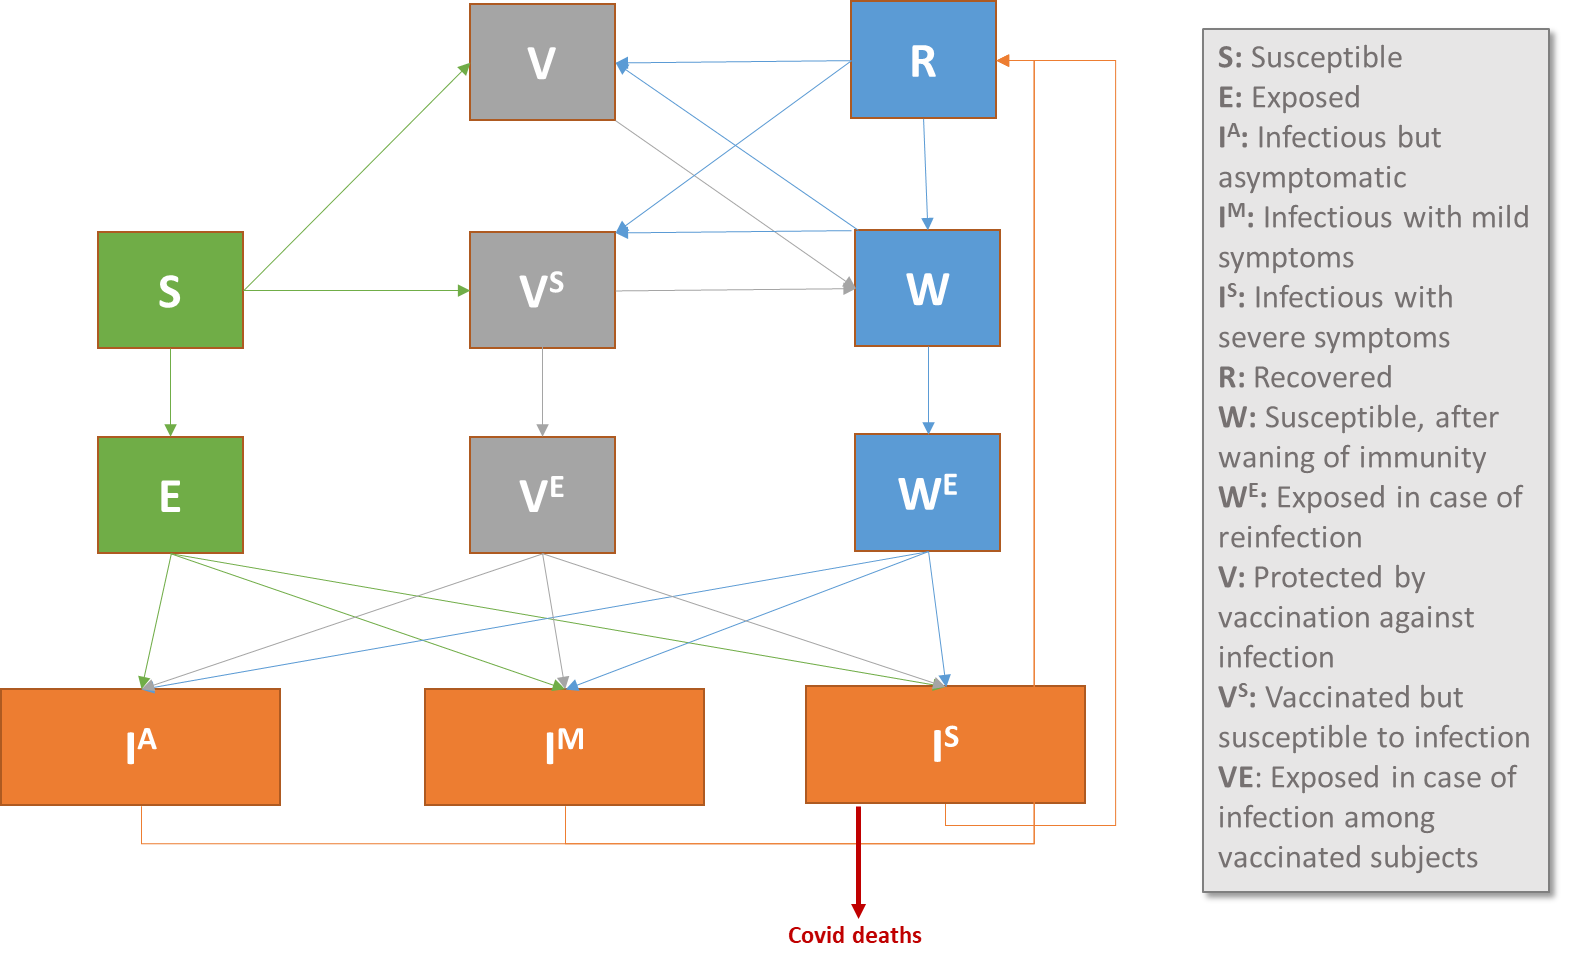 V
R
S
V^S
W
E
V^E
W^E
I^A
I^M
I^S
Covid deaths
S: Susceptible
E: Exposed
I^A: Infectious but
asymptomatic
I^M: Infectious with mild
symptoms
I^S: Infectious with
severe symptoms
R: Recovered
W: Susceptible, after
waning of immunity
W^E: Exposed in case of
reinfection
V: Protected by
vaccination against
infection
V^S: Vaccinated but
susceptible to infection
VE: Exposed in case of
infection among
vaccinated subjects